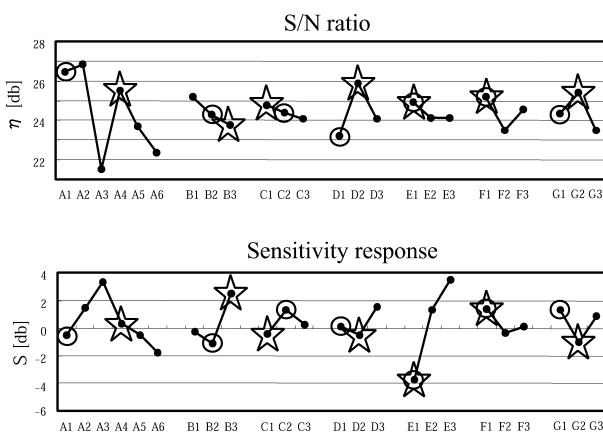 S/N ratio
η [db]
28
26
24
22
A1 A2 A3 A4 A5 A6 B1 B2 B3 C1 C2 C3 D1 D2 D3 E1 E2 E3 F1 F2 F3 G1 G2 G3
Sensitivity response
S [db]
4
2
0
-2
-4
-6
A1 A2 A3 A4 A5 A6 B1 B2 B3 C1 C2 C3 D1 D2 D3 E1 E2 E3 F1 F2 F3 G1 G2 G3